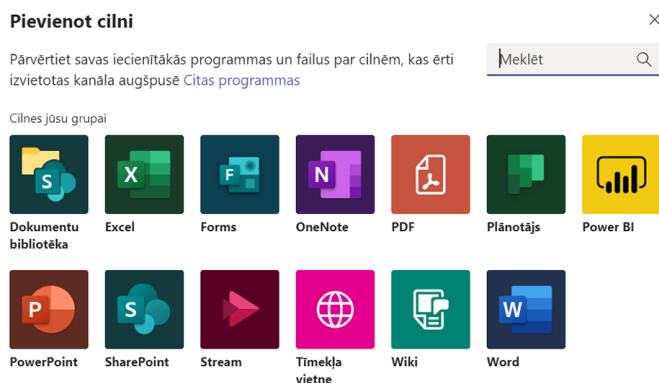 Pievienot cilni
Pārvērtiet savas iecienītākās programmas un failus par cilnēm, kas ērti
izvietotas kanāla augšpusē Citas programmas
Meklēt
Cilnes jūsu grupai
S
X
F
N
Dokumentu
bibliotēka
Excel
Forms
OneNote
PDF
Plānotājs
Power BI
P
S
W
PowerPoint
SharePoint
Stream
Tīmekļa
vietne
Wiki
Word